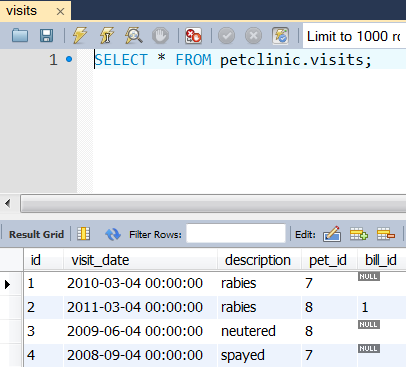 visits
Limit to 1000 ro
1 SELECT * FROM petclinic.visits;
Result Grid Filter Rows: Edit:
id visit_date description pet_id bill_id
1 2010-03-04 00:00:00 rabies 7 NULL
2 2011-03-04 00:00:00 rabies 8 1
3 2009-06-04 00:00:00 neutered 8 NULL
4 2008-09-04 00:00:00 spayed 7 NULL